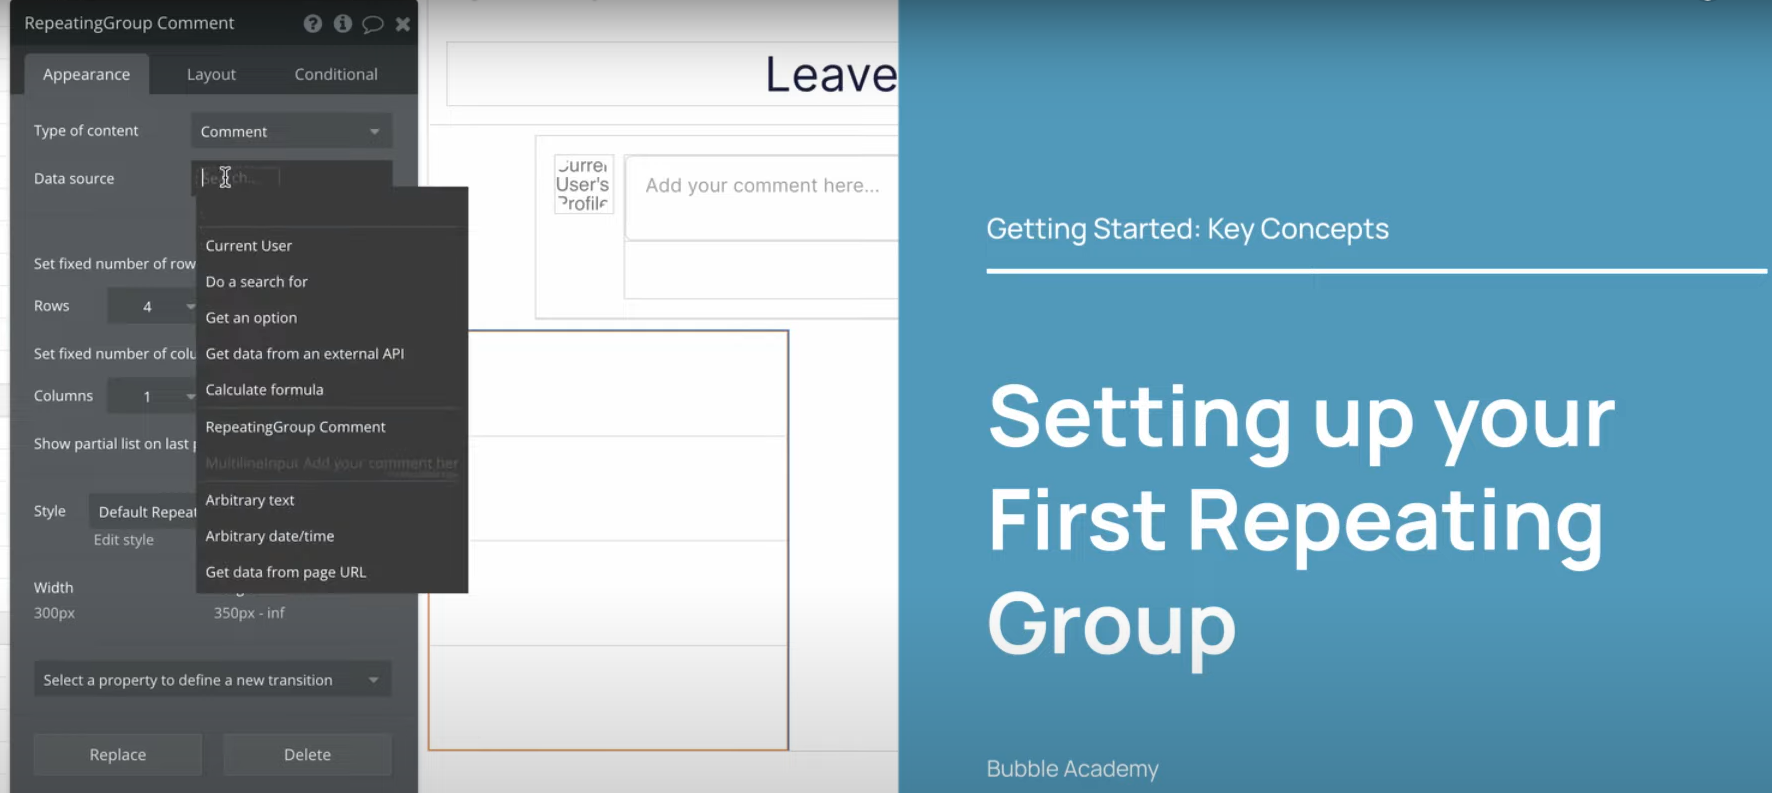 RepeatingGroup Comment
Appearance
Layout
Conditional
Type of content
Comment
Data source
Search...
Current User
Do a search for
Set fixed number of row
Get an option
Rows
4
Set fixed number of colu
Get data from an external API
Columns
1
Calculate formula
RepeatingGroup Comment
Show partial list on last p
MultilineInput Add your comment her
Arbitrary text
Style
Default Repeat
Edit style
Arbitrary date/time
Get data from page URL
Width
300px
350px - inf
Select a property to define a new transition
Replace
Delete
Leave
User's
Add your comment here...
Getting Started: Key Concepts
Setting up your
First Repeating
Group
Bubble Academy